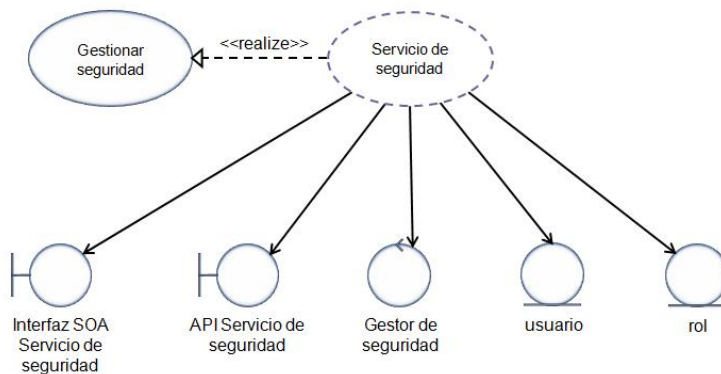 Gestionar
seguridad
<<realize>>
Servicio de
seguridad
Interfaz SOA
Servicio de
seguridad
API Servicio de
seguridad
Gestor de
seguridad
usuario
rol